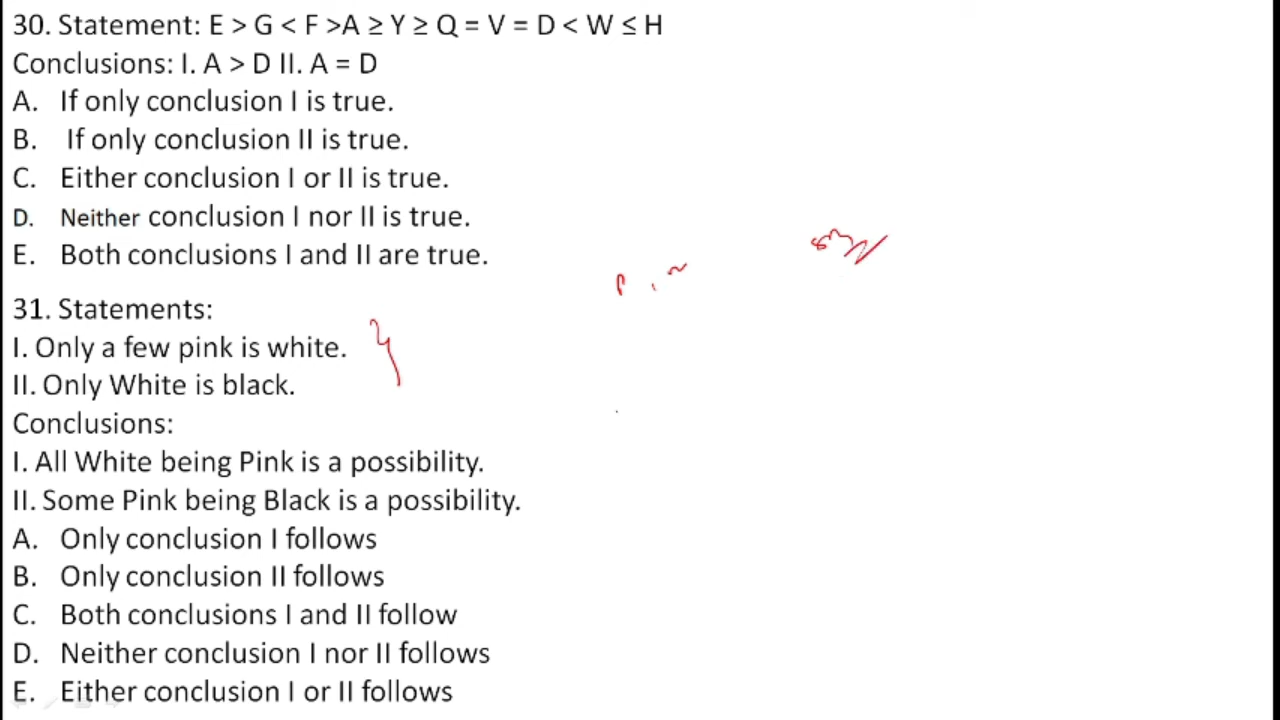 30. Statement: E > G < F >A ≥ Y ≥ Q = V = D < W ≤ H
Conclusions: I. A > D II. A = D
A. If only conclusion I is true.
B. If only conclusion II is true.
C. Either conclusion I or II is true.
D. Neither conclusion I nor II is true.
E. Both conclusions I and II are true.
31. Statements:
I. Only a few pink is white.
II. Only White is black.
Conclusions:
I. All White being Pink is a possibility.
II. Some Pink being Black is a possibility.
A. Only conclusion I follows
B. Only conclusion II follows
C. Both conclusions I and II follow
D. Neither conclusion I nor II follows
E. Either conclusion I or II follows